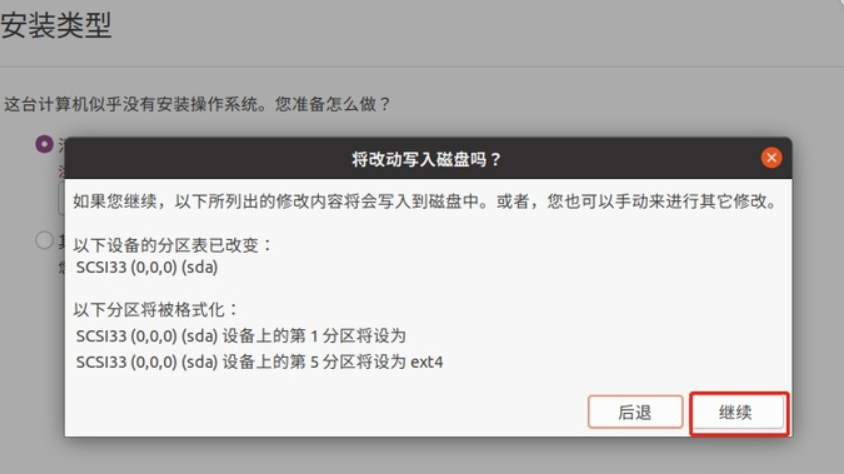 安装类型
这台计算机似乎没有安装操作系统。您准备怎么做？
将改动写入磁盘吗？
如果您继续，以下所列出的修改内容将会写入到磁盘中。或者，您也可以手动来进行其它修改。
以下设备的分区表已改变：
SCSI33 (0,0,0) (sda)
以下分区将被格式化：
SCSI33 (0,0,0) (sda) 设备上的第 1 分区将设为
SCSI33 (0,0,0) (sda) 设备上的第 5 分区将设为 ext4
后退
继续